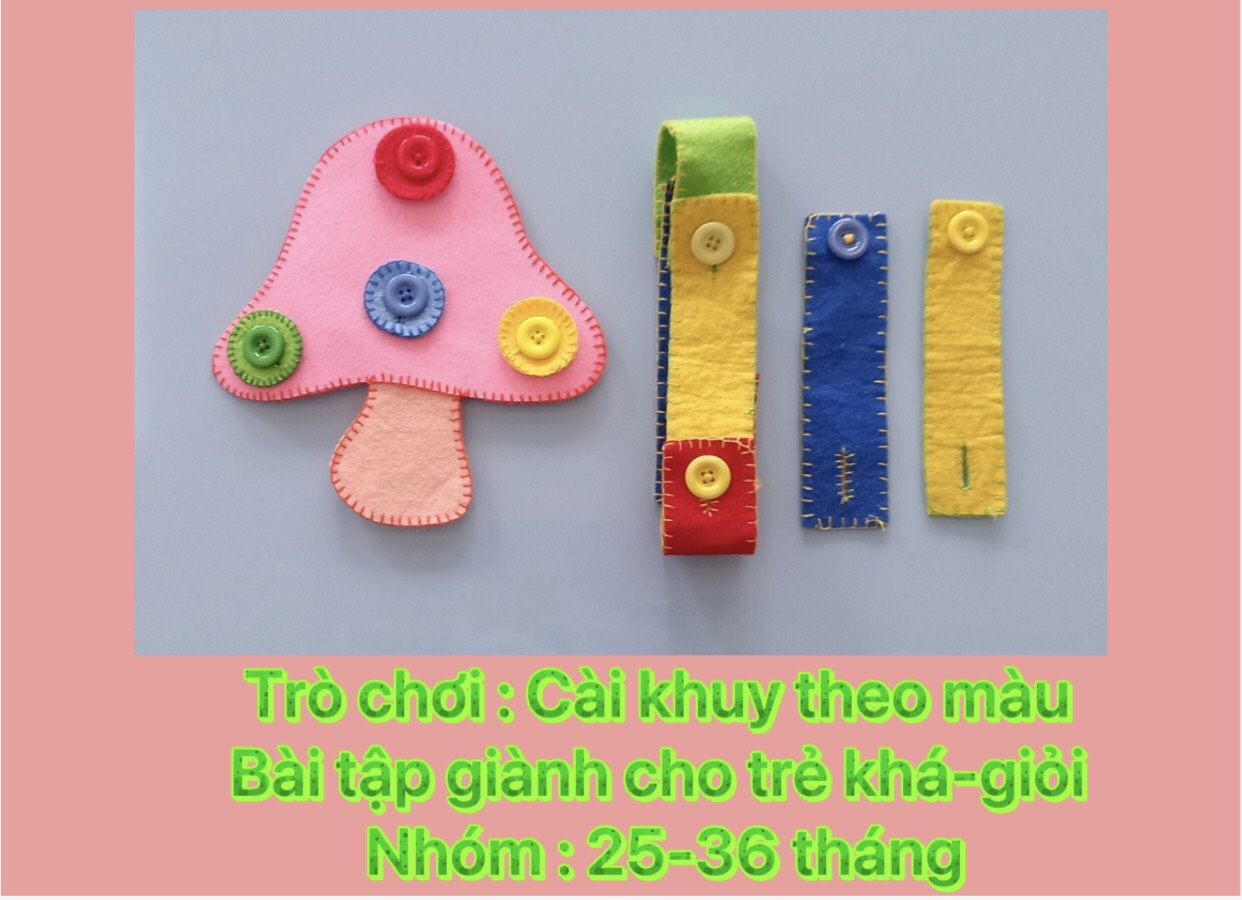 Trò chơi : Cài khuy theo màu
Bài tập giành cho trẻ khá-giỏi
Nhóm : 25-36 tháng